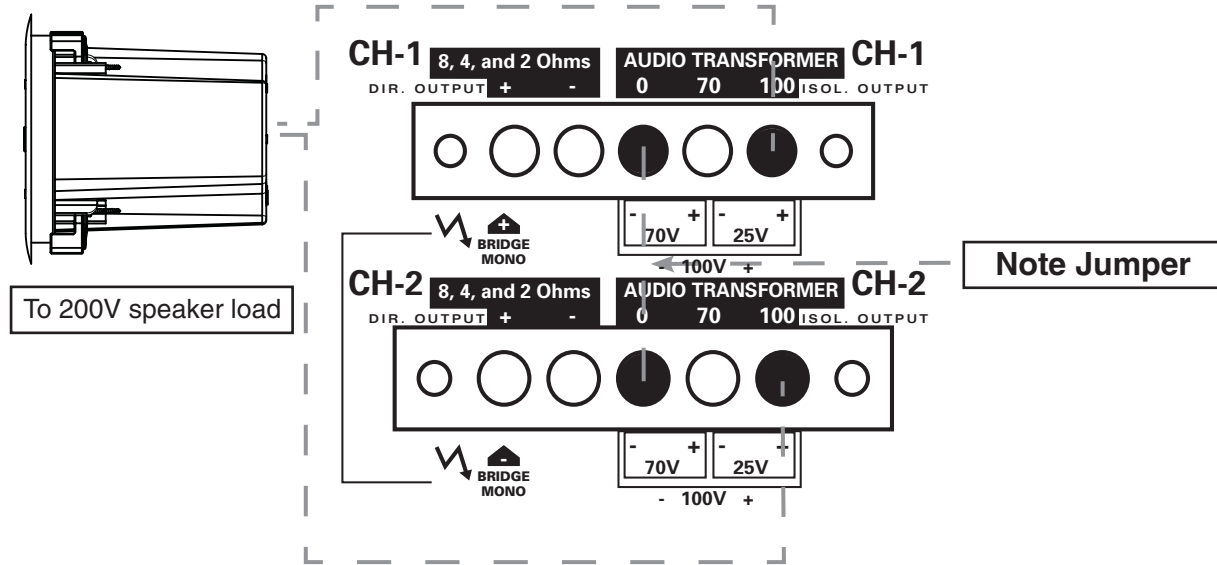 CH-1 8, 4, and 2 Ohms AUDIO TRANSFORMER CH-1
DIR. OUTPUT + - 0 70 100 ISOL. OUTPUT
+ - + - +
BRIDGE MONO
70V 25V
- 100V +
Note Jumper
To 200V speaker load
CH-2 8, 4, and 2 Ohms AUDIO TRANSFORMER CH-2
DIR. OUTPUT + - 0 70 100 ISOL. OUTPUT
- - + - +
BRIDGE MONO
70V 25V
- 100V +